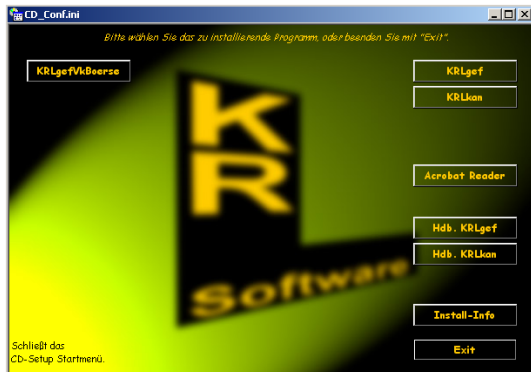 CD_Conf.ini
Bitte wählen Sie das zu installierende Programm, oder beenden Sie mit "Exit".
KRLgefVkBoerse
KRLgef
KRLkan
Acrobat Reader
Hdb. KRLgef
Hdb. KRLkan
Install-Info
Exit
KR
Software
Schließt das
CD-Setup Startmenü.